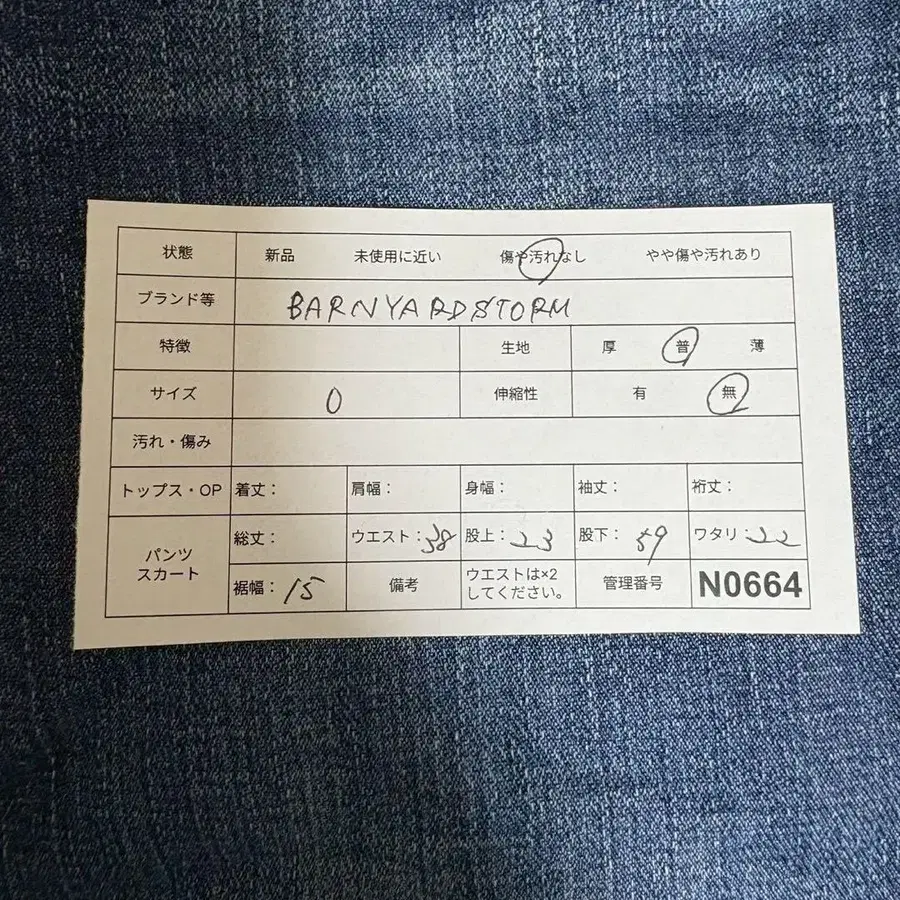 状態 新品 未使用に近い 傷や汚れなし やや傷や汚れあり
ブランド等 BARNYARDSTORM
特徴 生地 厚 普 薄
サイズ 0 伸縮性 有 無
汚れ・傷み
トップス・OP 着丈: 肩幅: 身幅: 袖丈: 裄丈:
パンツ
スカート
総丈: ウエスト:38 股上:23 股下:59 ワタリ:22
裾幅:15 備考 ウエストは×2
してください。 管理番号 N0664